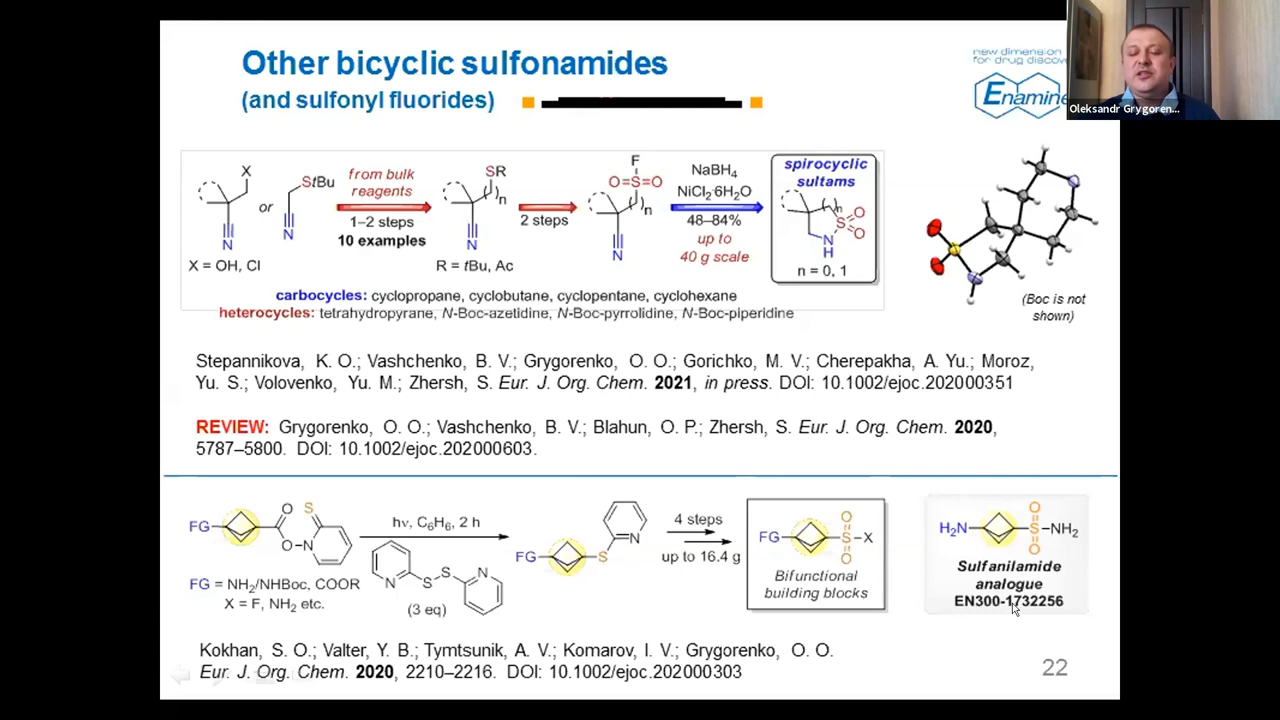 Other bicyclic sulfonamides
(and sulfonyl fluorides)
new dimension
for drug discove
Enamine
Oleksandr Grygoren...
X
StBu
or
N
N
X = OH, Cl
from bulk
reagents
1–2 steps
10 examples
SR
( )n
N
R = tBu, Ac
2 steps
F
O=S=O
( )n
N
NaBH4
NiCl2·6H2O
48–84%
up to
40 g scale
spirocyclic
sultams
( )n
S
O
O
N
H
n = 0, 1
carbocycles: cyclopropane, cyclobutane, cyclopentane, cyclohexane
heterocycles: tetrahydropyrane, N-Boc-azetidine, N-Boc-pyrrolidine, N-Boc-piperidine
(Boc is not
shown)
Stepannikova, K. O.; Vashchenko, B. V.; Grygorenko, O. O.; Gorichko, M. V.; Cherepakha, A. Yu.; Moroz,
Yu. S.; Volovenko, Yu. M.; Zhersh, S. Eur. J. Org. Chem. 2021, in press. DOI: 10.1002/ejoc.202000351
REVIEW: Grygorenko, O. O.; Vashchenko, B. V.; Blahun, O. P.; Zhersh, S. Eur. J. Org. Chem. 2020,
5787–5800. DOI: 10.1002/ejoc.202000603.
FG
O
S
O–N
FG = NH2/NHBoc, COOR
X = F, NH2 etc.
hν, C6H6, 2 h
N
S
S
N
(3 eq)
FG
S
N
4 steps
up to 16.4 g
FG
O
S–X
O
Bifunctional
building blocks
H2N
O
S–NH2
O
Sulfanilamide
analogue
EN300-1732256
Kokhan, S. O.; Valter, Y. B.; Tymtsunik, A. V.; Komarov, I. V.; Grygorenko, O. O.
Eur. J. Org. Chem. 2020, 2210–2216. DOI: 10.1002/ejoc.202000303
22